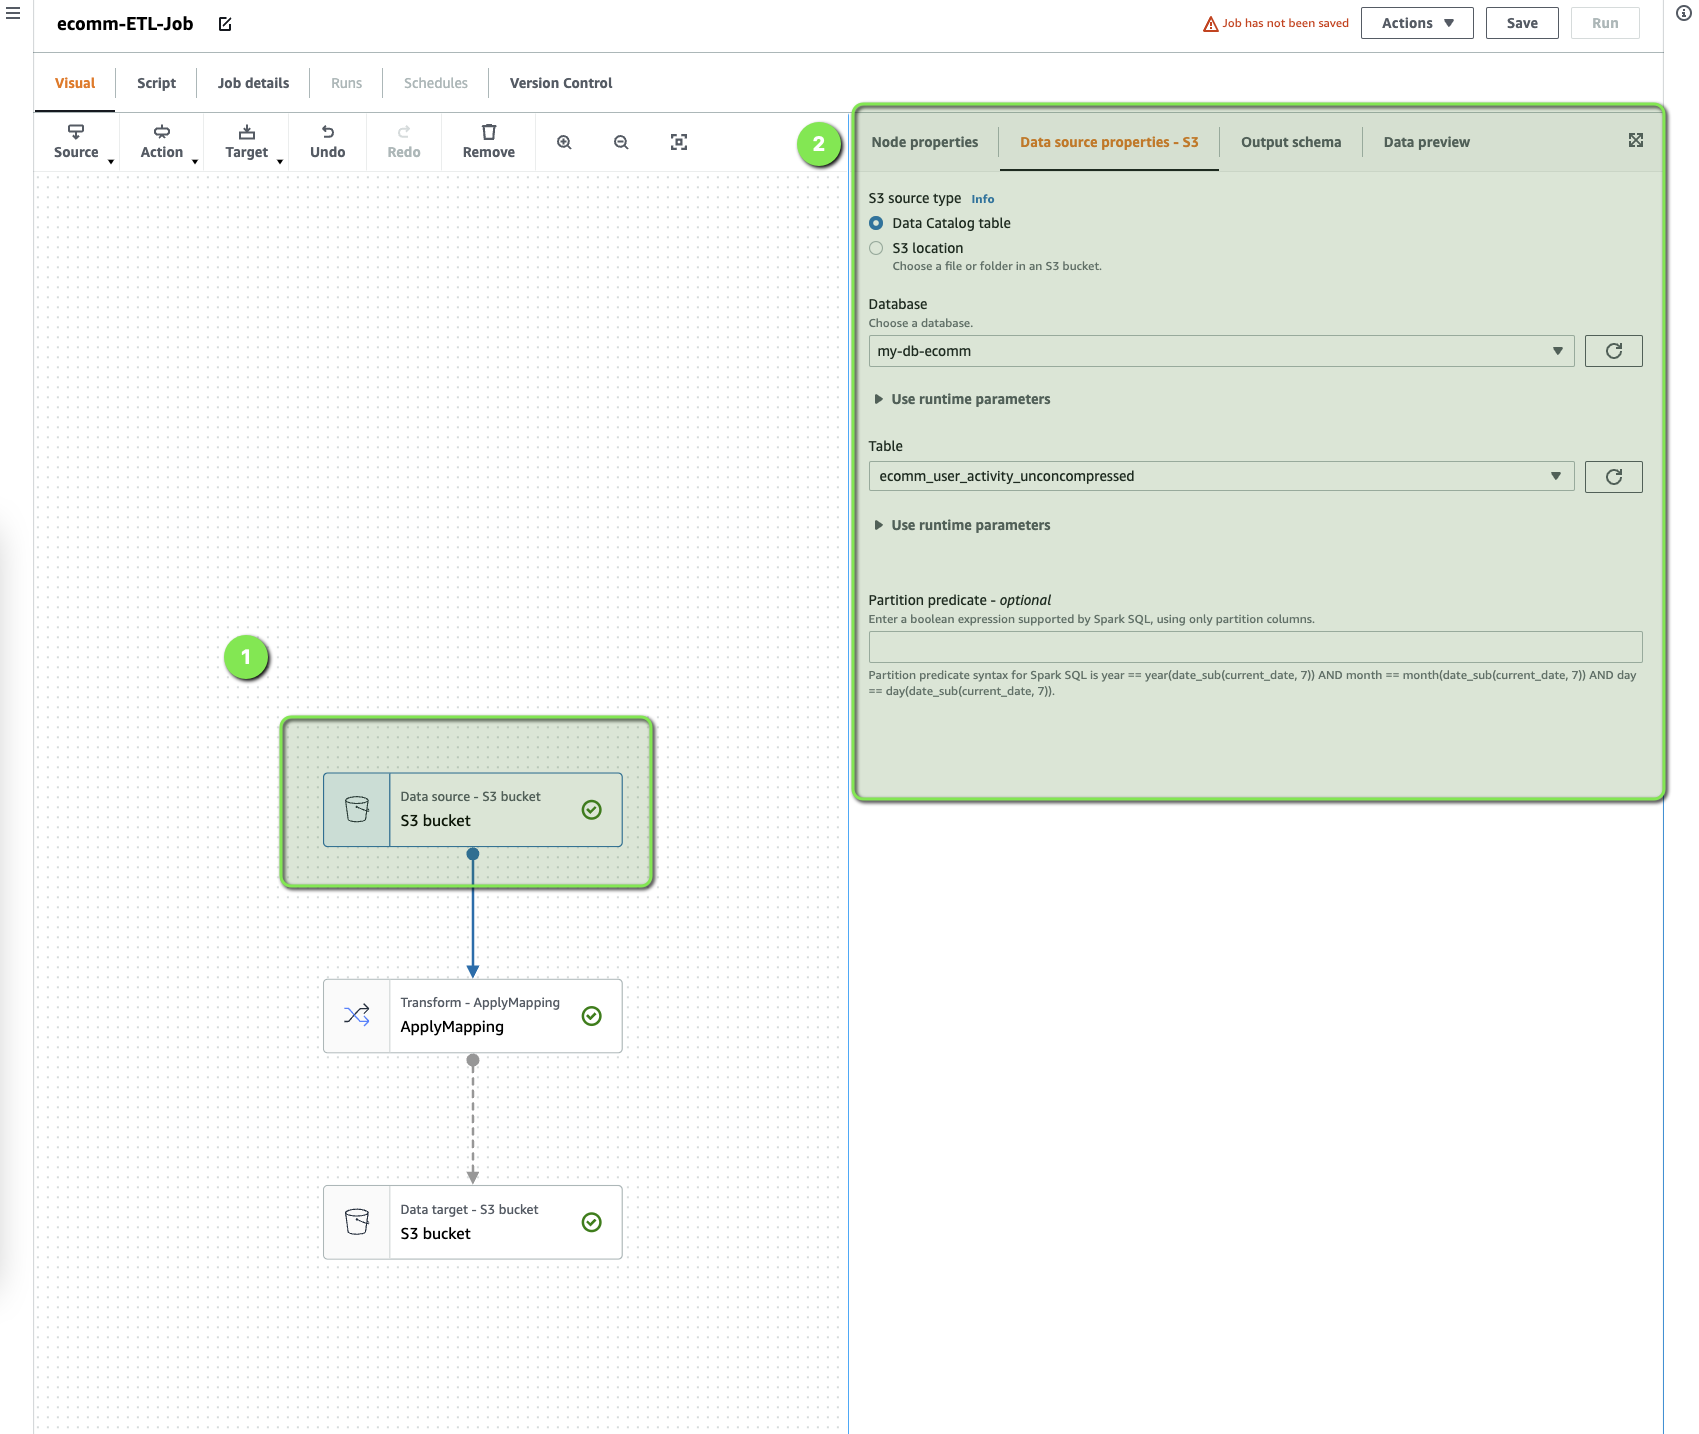 ecomm-ETL-Job
Job has not been saved
Actions
Save
Run
Visual
Script
Job details
Runs
Schedules
Version Control
Source
Action
Target
Undo
Redo
Remove
2
Node properties
Data source properties - S3
Output schema
Data preview
S3 source type Info
Data Catalog table
S3 location
Choose a file or folder in an S3 bucket.
Database
Choose a database.
my-db-ecomm
Use runtime parameters
Table
ecomm_user_activity_unconcompressed
Use runtime parameters
Partition predicate - optional
Enter a boolean expression supported by Spark SQL, using only partition columns.
Partition predicate syntax for Spark SQL is year == year(date_sub(current_date, 7)) AND month == month(date_sub(current_date, 7)) AND day
== day(date_sub(current_date, 7)).
1
Data source - S3 bucket
S3 bucket
Transform - ApplyMapping
ApplyMapping
Data target - S3 bucket
S3 bucket